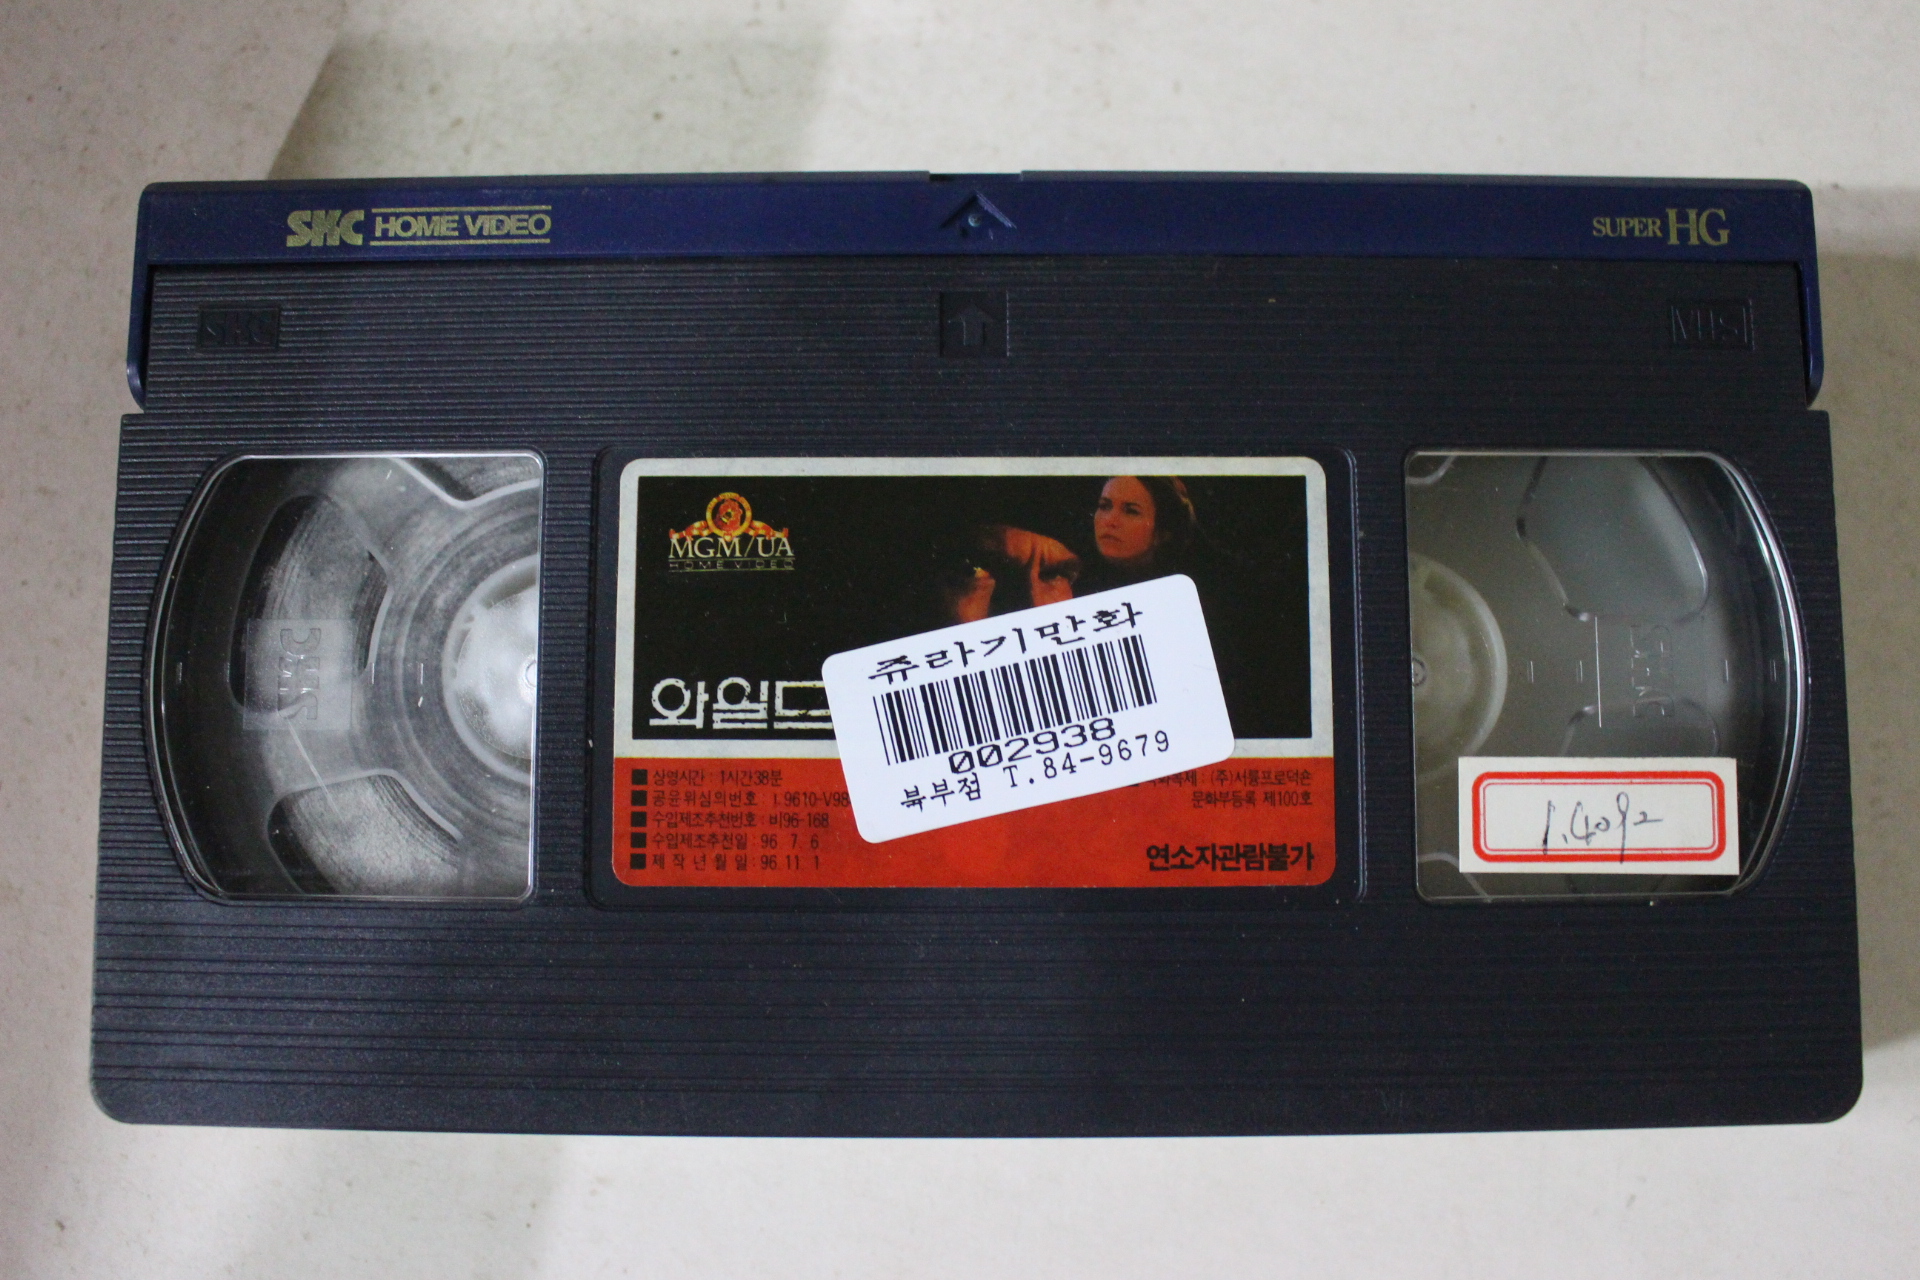 SKC HOME VIDEO
SUPER HG
SKC
VHS
MGM/UA
HOME VIDEO
와일드
쥬라기만화
002938
북부점 T.84-9679
■ 상영시간 : 1시간38분
■ 공윤위심의번호 : 9610-V98
■ 수입제조추천번호 : 비96-168
■ 수입제조추천일 : 96 7. 6
■ 제 작 년 월 일 : 96. 11. 1
(주)서륭프로덕숀
문화부등록 제100호
연소자관람불가
SKC
SKC